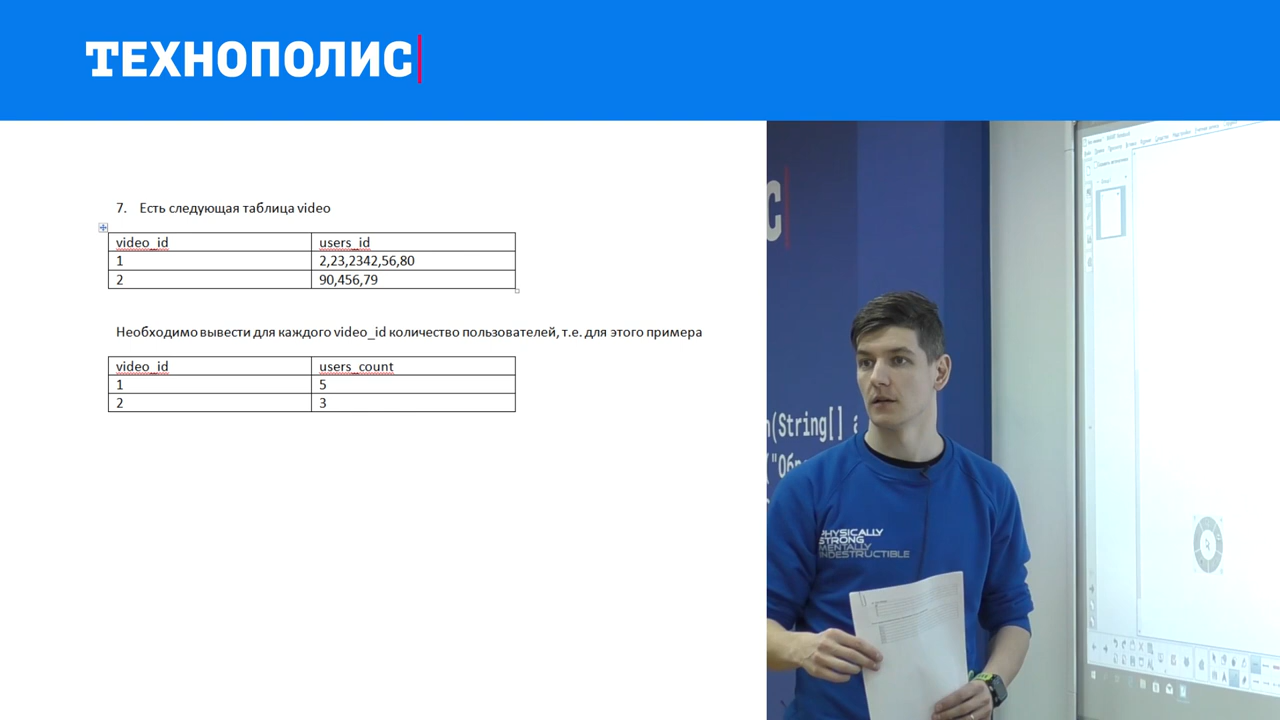 ТЕХНОПОЛИС
7. Есть следующая таблица video
video_id users_id
1 2,23,2342,56,80
2 90,456,79
Необходимо вывести для каждого video_id количество пользователей, т.е. для этого примера
video_id users_count
1 5
2 3
С
(String[]
PHYSICALLY
STRONG
MENTALLY
INDESTRUCTIBLE